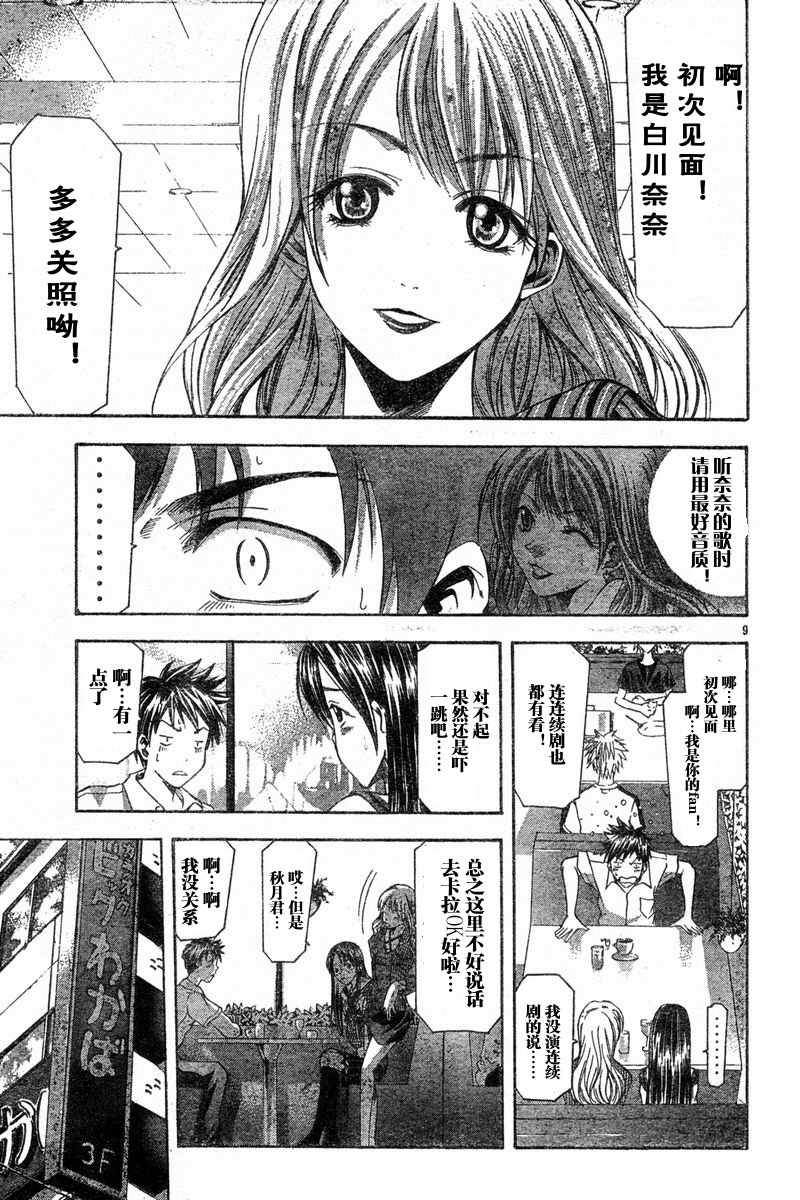 啊！
初次见面！
我是白川奈奈
多多关照呦！
听奈奈的歌时
请用最好音质！
………
9
哪…哪里
初次见面
啊…我是你的fan！
连连续剧也
都有看！
我没演连续
剧的说……
……
对不起
果然还是吓
一跳吧……
啊…有一
点了
总之这里不好说话
去卡拉OK好啦…
哎…但是
秋月君…
啊…啊
我没关系
わかば
3F